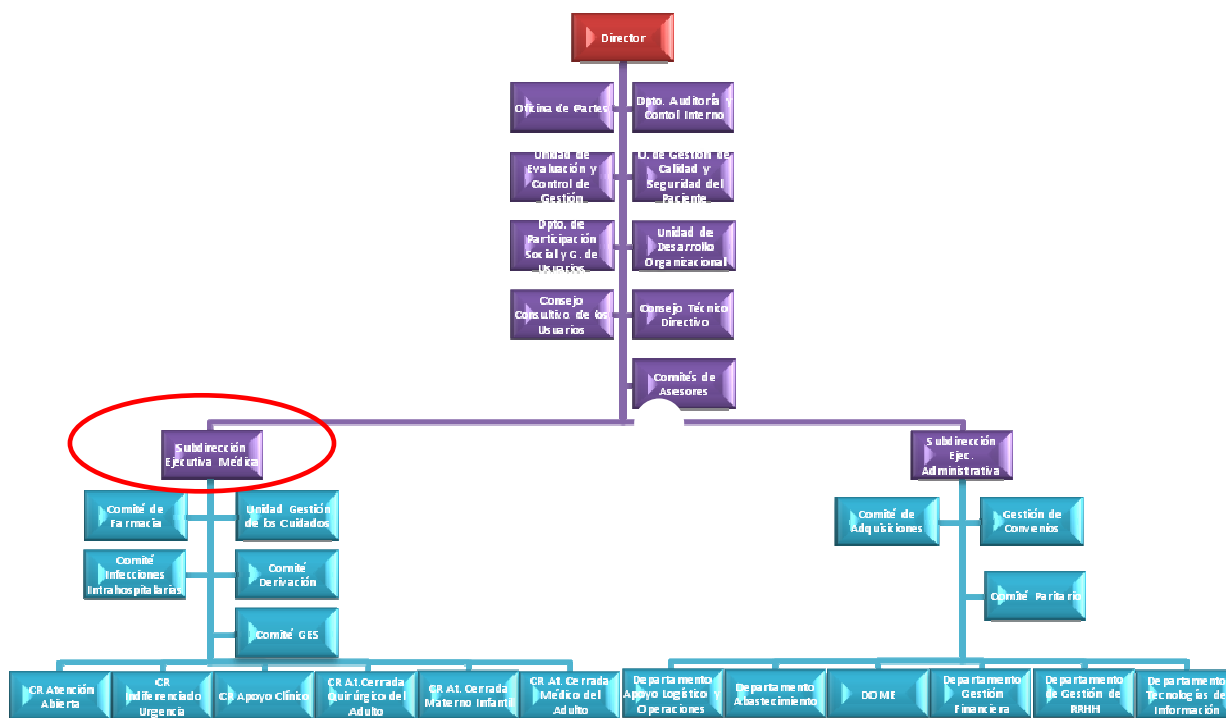 Director
Oficina de Partes
Dpto. Auditoría y
Contol Interno
Unidad de
Evaluación y
Control de
Gestión
U. de Gestión de
Calidad y
Seguridad del
Paciente
Dpto. de
Participación
Social y G. de
Usuarios
Unidad de
Desarrollo
Organizacional
Consejo
Consultivo de los
Usuarios
Consejo Técnico
Directivo
Comités de
Asesores
Subdirección
Ejecutiva Médica
Subdirección
Ejec.
Administrativa
Comité de
Farmacia
Unidad Gestión
de los Cuidados
Comité
Infecciones
Intrahospitalarias
Comité
Derivación
Comité GES
Comité de
Adquisiciones
Gestión de
Convenios
Comité Paritario
CR Atención
Abierta
CR
Indiferenciado
Urgencia
CR Apoyo Clínico
CR At. Cerrada
Quirúrgico del
Adulto
CR At. Cerrada
Materno Infantil
CR At. Cerrada
Médico del
Adulto
Departamento
Apoyo Logístico y
Operaciones
Departamento
Abastecimiento
DOME
Departamento
Gestión
Financiera
Departamento
de Gestión de
RRHH
Departamento
Tecnologías de
Información